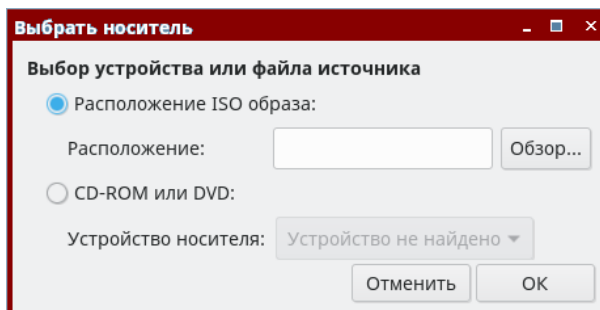 Выбрать носитель
Выбор устройства или файла источника
Расположение ISO образа:
Расположение: Обзор...
CD-ROM или DVD:
Устройство носителя: Устройство не найдено
Отменить ОК